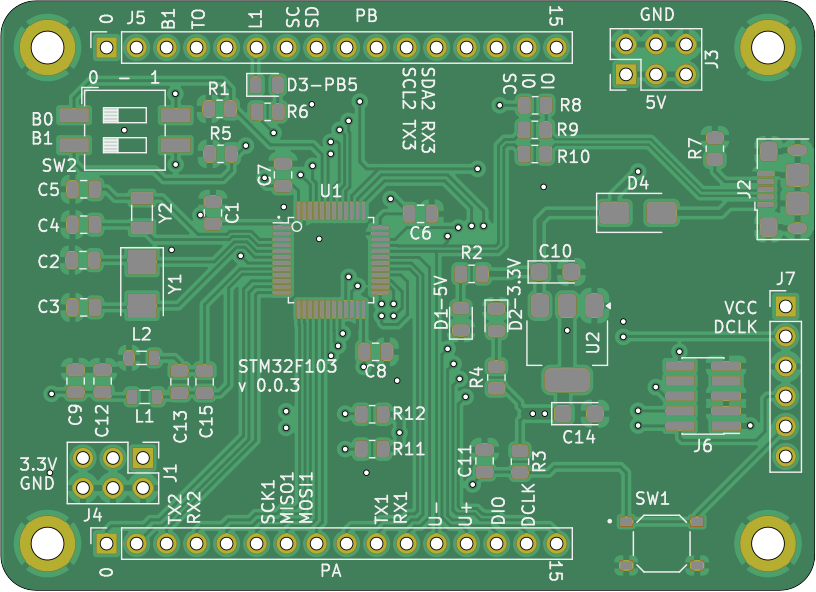 0
J5
B1
TO
L1
SC
SD
PB
15
GND
J3
5V
0 - 1
R1
D3-PB5
R6
SCL2 TX3
SDA2 RX3
SC
IO
OI
R8
R9
R10
B0
B1
SW2
R5
C7
R7
J2
D4
C5
C4
C2
C3
Y2
Y1
C1
U1
C6
R2
C10
D1-5V
D2-3.3V
U2
J7
VCC
DCLK
L2
L1
C9
C12
C13
C15
STM32F103
v 0.0.3
C8
R4
R12
R11
C14
J6
C11
R3
3.3V
GND
J1
J4
TX2
RX2
SCK1
MISO1
MOSI1
TX1
RX1
U-
U+
DIO
DCLK
SW1
0
PA
15